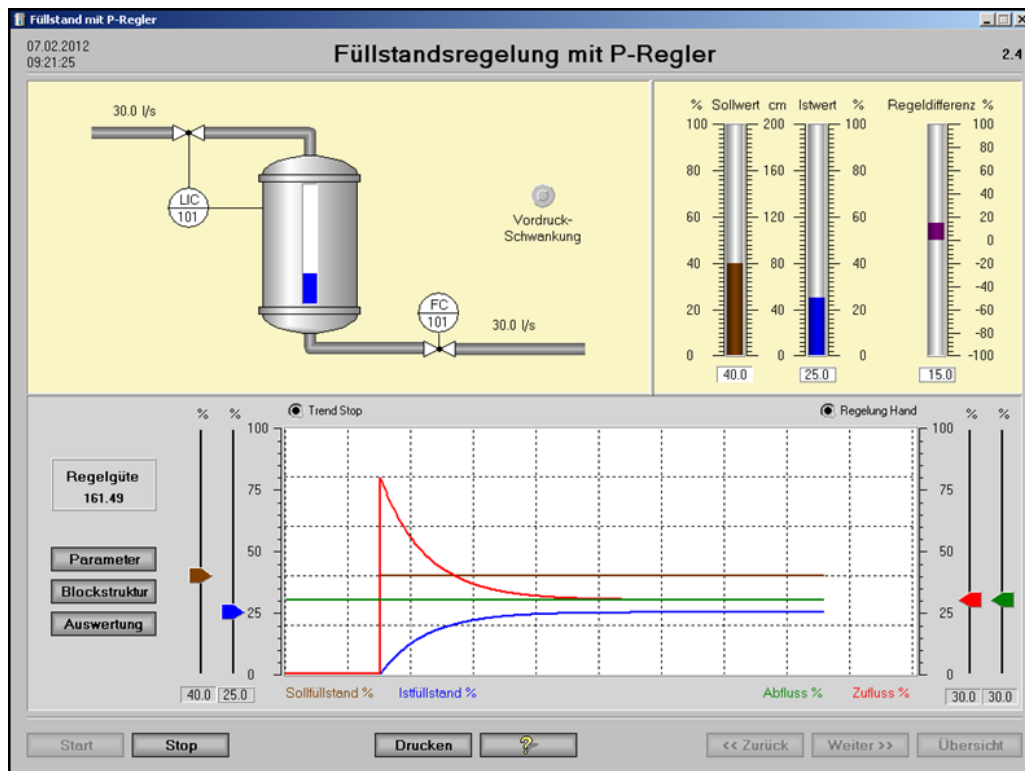 Füllstand mit P-Regler
07.02.2012
09:21:25
Füllstandsregelung mit P-Regler
2.4
30.0 l/s
LIC
101
Vordruck-
Schwankung
FC
101
30.0 l/s
% Sollwert cm Istwert % Regeldifferenz %
100 200 100 100
80
80 160 80 60
40
60 120 60 20
0
40 80 40 -20
-40
20 40 20 -60
-80
0 0 0 -100
40.0 25.0 15.0
% % Trend Stop Regelung Hand % %
100 100
Regelgüte
161.49
75 75
50 50
Parameter
Blockstruktur
Auswertung
25 25
0 0
40.0 25.0 Sollfüllstand % Istfüllstand % Abfluss % Zufluss % 30.0 30.0
Start Stop Drucken ? << Zurück Weiter >> Übersicht